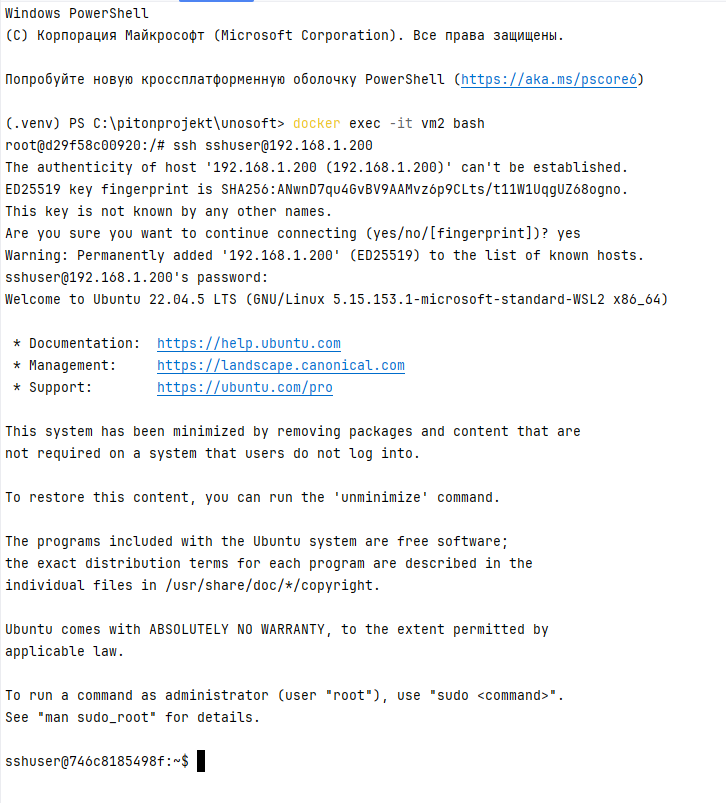 Windows PowerShell
(C) Корпорация Майкрософт (Microsoft Corporation). Все права защищены.
Попробуйте новую кроссплатформенную оболочку PowerShell (https://aka.ms/pscore6)
(.venv) PS C:\pitonprojekt\unosoft> docker exec -it vm2 bash
root@d29f58c00920:/# ssh sshuser@192.168.1.200
The authenticity of host '192.168.1.200 (192.168.1.200)' can't be established.
ED25519 key fingerprint is SHA256:ANwnD7qu4GvBV9AAMvz6p9CLts/t11W1UqgUZ68ogno.
This key is not known by any other names.
Are you sure you want to continue connecting (yes/no/[fingerprint])? yes
Warning: Permanently added '192.168.1.200' (ED25519) to the list of known hosts.
sshuser@192.168.1.200's password:
Welcome to Ubuntu 22.04.5 LTS (GNU/Linux 5.15.153.1-microsoft-standard-WSL2 x86_64)
* Documentation:  https://help.ubuntu.com
* Management:     https://landscape.canonical.com
* Support:        https://ubuntu.com/pro
This system has been minimized by removing packages and content that are
not required on a system that users do not log into.
To restore this content, you can run the 'unminimize' command.
The programs included with the Ubuntu system are free software;
the exact distribution terms for each program are described in the
individual files in /usr/share/doc/*/copyright.
Ubuntu comes with ABSOLUTELY NO WARRANTY, to the extent permitted by
applicable law.
To run a command as administrator (user "root"), use "sudo <command>".
See "man sudo_root" for details.
sshuser@746c8185498f:~$